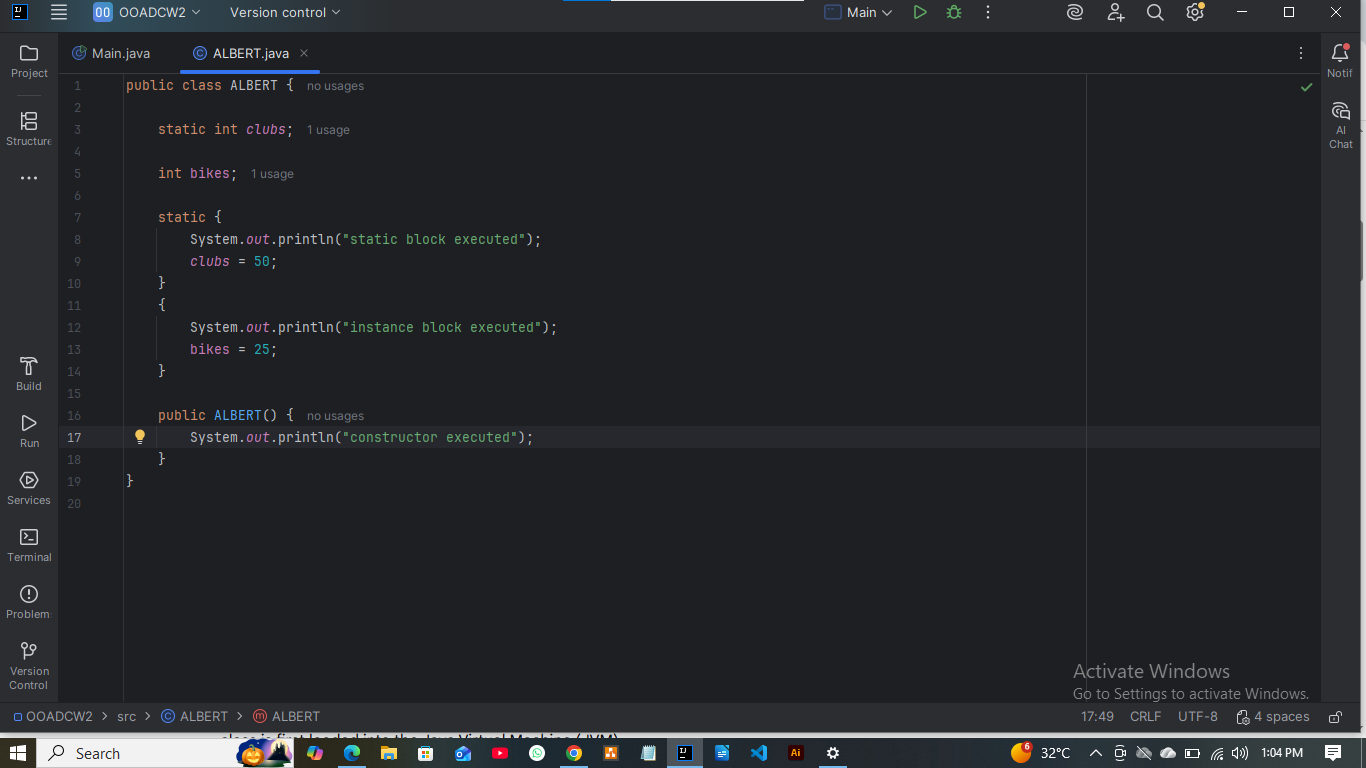 OO OOADCW2 Version control Main
Main.java ALBERT.java
Project
Structure
Build
Run
Services
Terminal
Problem
Version
Control
1 public class ALBERT { no usages
2
3 static int clubs; 1 usage
4
5 int bikes; 1 usage
6
7 static {
8 System.out.println("static block executed");
9 clubs = 50;
10 }
11 {
12 System.out.println("instance block executed");
13 bikes = 25;
14 }
15
16 public ALBERT() { no usages
17 System.out.println("constructor executed");
18 }
19 }
20
Notif
AI
Chat
Activate Windows
Go to Settings to activate Windows.
OOADCW2 > src > ALBERT > ALBERT
17:49 CRLF UTF-8 4 spaces
Search
6 32°C 1:04 PM